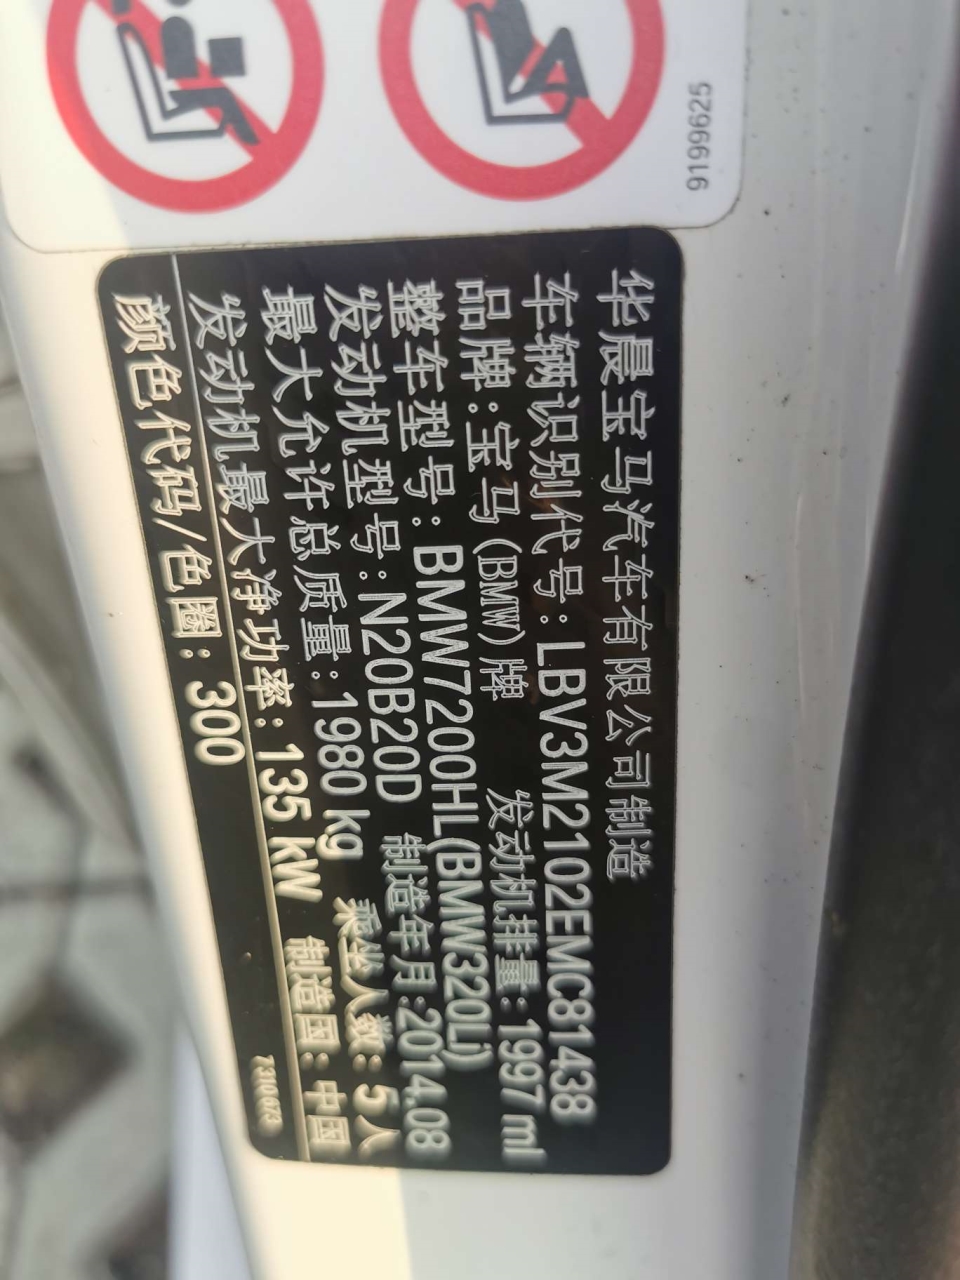 华晨宝马汽车有限公司制造
车辆识别代号:LBV3M2102EMC81438
品牌:宝马(BMW)牌 发动机排量:1997 ml
整车型号:BMW7200HL(BMW320Li)
发动机型号:N20B20D 制造年月:2014.08
最大允许总质量:1980 kg 乘坐人数:5人
发动机最大净功率:135 kW 制造国:中国
颜色代码/色圈:300
7310673
9199625